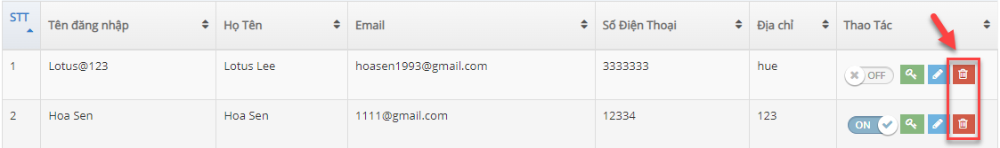 STT Tên đăng nhập Họ Tên Email Số Điện Thoại Địa chỉ Thao Tác
1 Lotus@123 Lotus Lee hoasen1993@gmail.com 3333333 hue OFF
2 Hoa Sen Hoa Sen 1111@gmail.com 12334 123 ON